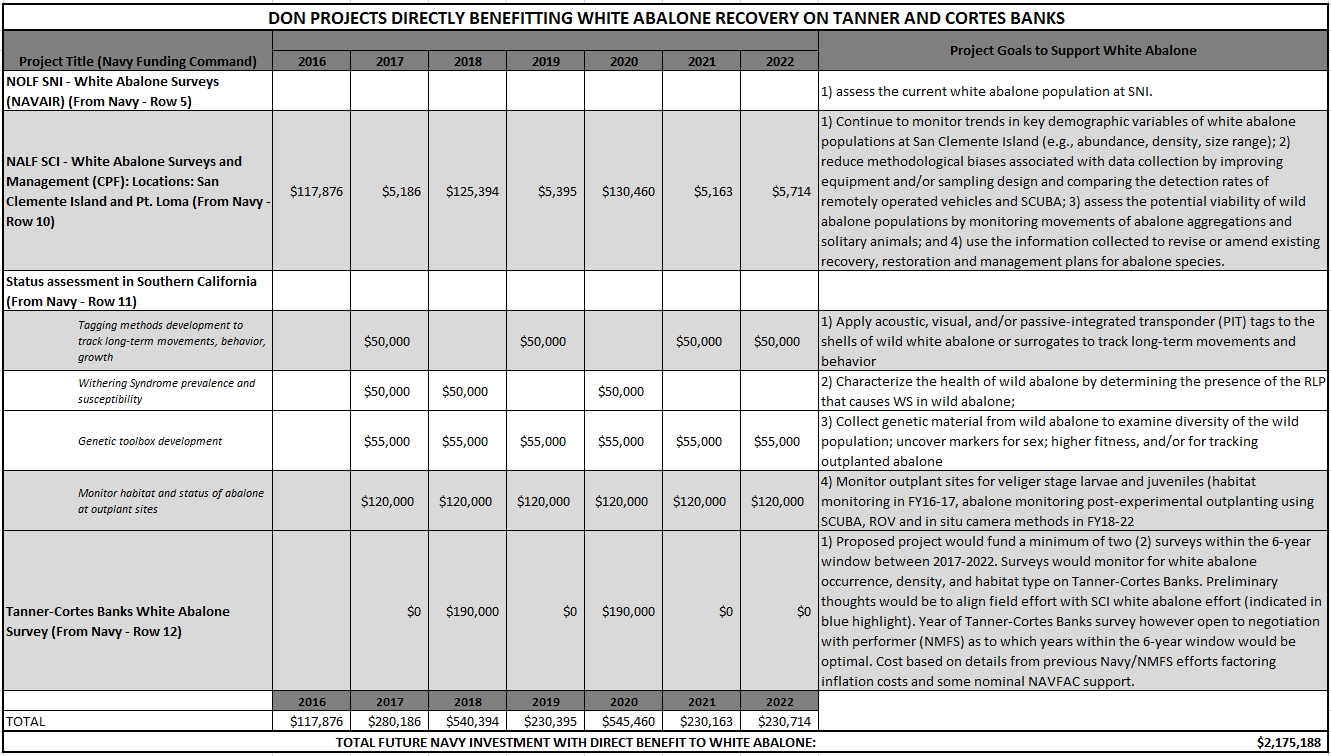 DON PROJECTS DIRECTLY BENEFITTING WHITE ABALONE RECOVERY ON TANNER AND CORTES BANKS
Project Title (Navy Funding Command) 2016 2017 2018 2019 2020 2021 2022 Project Goals to Support White Abalone
NOLF SNI - White Abalone Surveys
(NAVAIR) (From Navy - Row 5)
1) assess the current white abalone population at SNI.
NALF SCI - White Abalone Surveys and
Management (CPF): Locations: San
Clemente Island and Pt. Loma (From Navy -
Row 10)
$117,876 $5,186 $125,394 $5,395 $130,460 $5,163 $5,714
1) Continue to monitor trends in key demographic variables of white abalone
populations at San Clemente Island (e.g., abundance, density, size range); 2)
reduce methodological biases associated with data collection by improving
equipment and/or sampling design and comparing the detection rates of
remotely operated vehicles and SCUBA; 3) assess the potential viability of wild
abalone populations by monitoring movements of abalone aggregations and
solitary animals; and 4) use the information collected to revise or amend existing
recovery, restoration and management plans for abalone species.
Status assessment in Southern California
(From Navy - Row 11)
Tagging methods development to
track long-term movements, behavior,
growth
$50,000 $50,000 $50,000 $50,000
1) Apply acoustic, visual, and/or passive-integrated transponder (PIT) tags to the
shells of wild white abalone or surrogates to track long-term movements and
behavior
Withering Syndrome prevalence and
susceptibility
$50,000 $50,000 $50,000
2) Characterize the health of wild abalone by determining the presence of the RLP
that causes WS in wild abalone;
Genetic toolbox development
$55,000 $55,000 $55,000 $55,000 $55,000 $55,000
3) Collect genetic material from wild abalone to examine diversity of the wild
population; uncover markers for sex; higher fitness, and/or for tracking
outplanted abalone
Monitor habitat and status of abalone
at outplant sites
$120,000 $120,000 $120,000 $120,000 $120,000 $120,000
4) Monitor outplant sites for veliger stage larvae and juveniles (habitat
monitoring in FY16-17, abalone monitoring post-experimental outplanting using
SCUBA, ROV and in situ camera methods in FY18-22
Tanner-Cortes Banks White Abalone
Survey (From Navy - Row 12)
$0 $190,000 $0 $190,000 $0 $0
1) Proposed project would fund a minimum of two (2) surveys within the 6-year
window between 2017-2022. Surveys would monitor for white abalone
occurrence, density, and habitat type on Tanner-Cortes Banks. Preliminary
thoughts would be to align field effort with SCI white abalone effort (indicated in
blue highlight). Year of Tanner-Cortes Banks survey however open to negotiation
with performer (NMFS) as to which years within the 6-year window would be
optimal. Cost based on details from previous Navy/NMFS efforts factoring
inflation costs and some nominal NAVFAC support.
2016 2017 2018 2019 2020 2021 2022
TOTAL $117,876 $280,186 $540,394 $230,395 $545,460 $230,163 $230,714
TOTAL FUTURE NAVY INVESTMENT WITH DIRECT BENEFIT TO WHITE ABALONE: $2,175,188